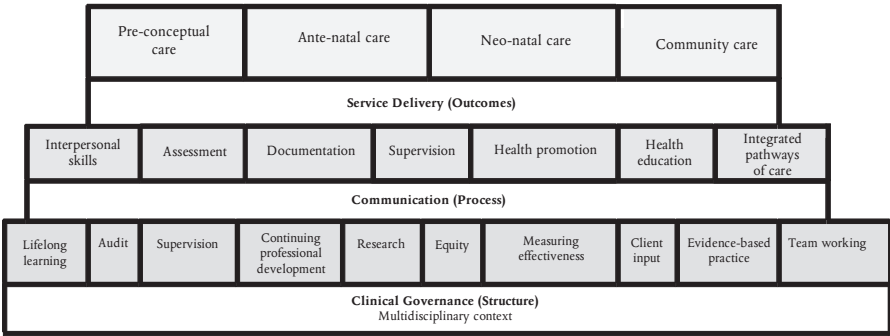 Pre-conceptual
care
Ante-natal care
Neo-natal care
Community care
Service Delivery (Outcomes)
Interpersonal
skills
Assessment
Documentation
Supervision
Health promotion
Health
education
Integrated
pathways
of care
Communication (Process)
Lifelong
learning
Audit
Supervision
Continuing
professional
development
Research
Equity
Measuring
effectiveness
Client
input
Evidence-based
practice
Team working
Clinical Governance (Structure)
Multidisciplinary context